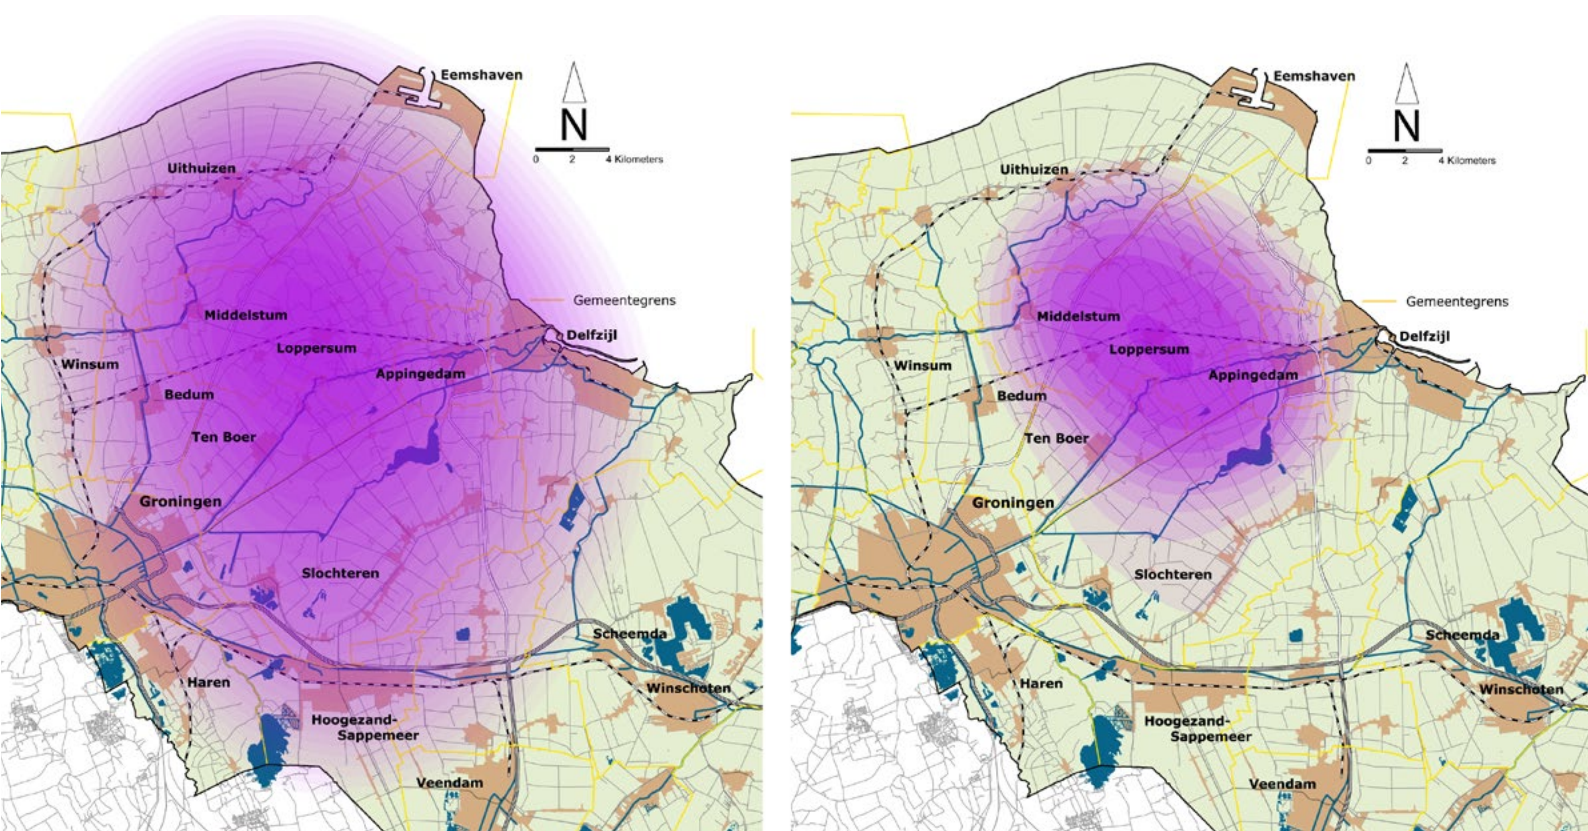 Eemshaven
N
0 2 4 Kilometers
Uithuizen
Gemeentegrens
Middelstum
Delfzijl
Loppersum
Winsum
Appingedam
Bedum
Ten Boer
Groningen
Slochteren
Scheemda
Haren
Winschoten
Hoogezand-
Sappemeer
Veendam
Eemshaven
N
0 2 4 Kilometers
Uithuizen
Gemeentegrens
Middelstum
Delfzijl
Loppersum
Winsum
Appingedam
Bedum
Ten Boer
Groningen
Slochteren
Scheemda
Haren
Winschoten
Hoogezand-
Sappemeer
Veendam